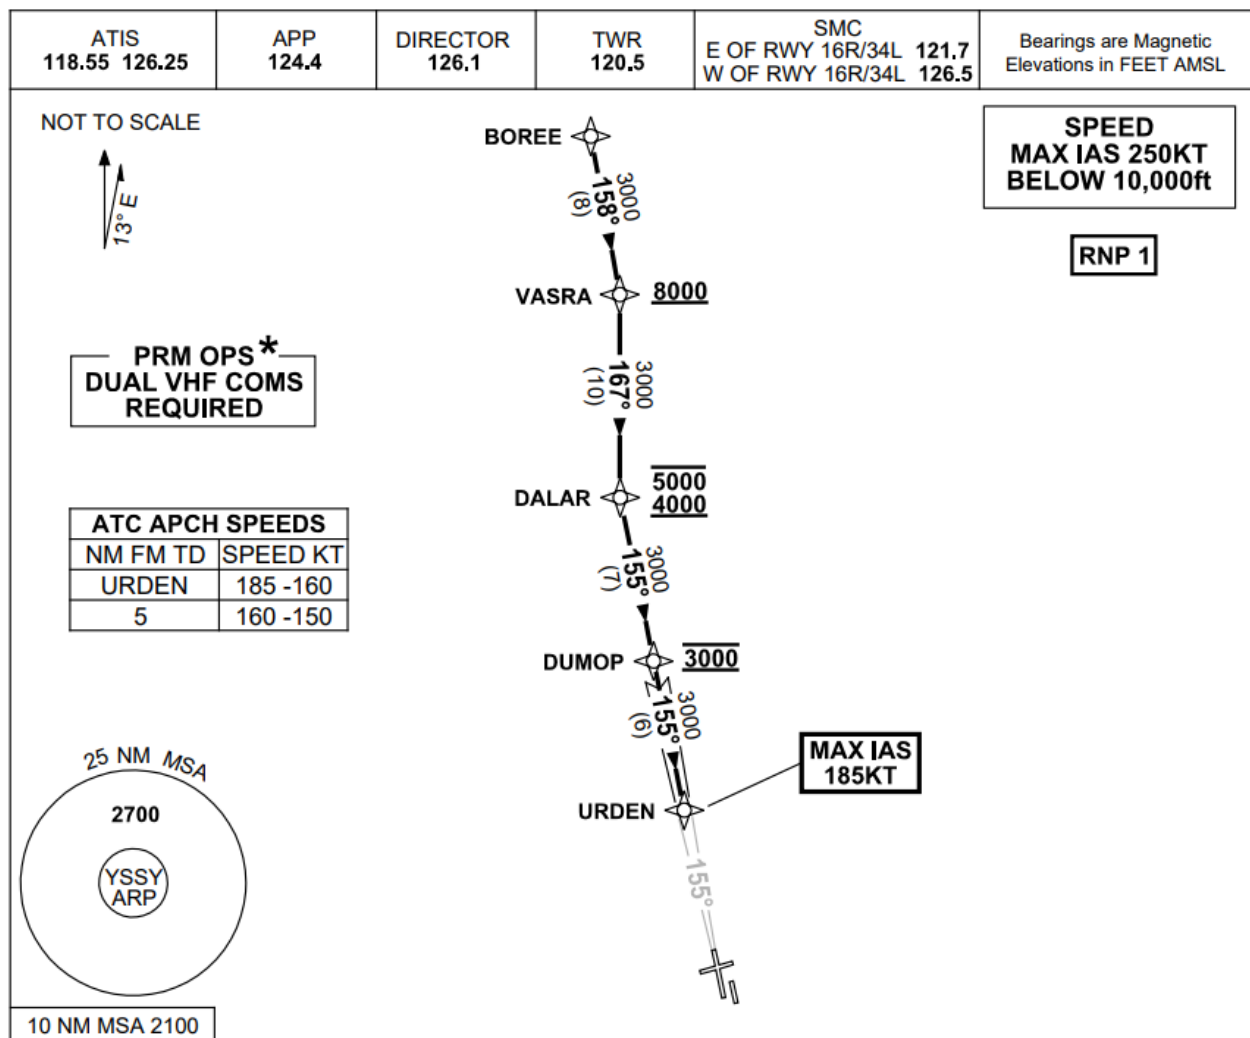 ATIS
118.55 126.25
APP
124.4
DIRECTOR
126.1
TWR
120.5
SMC
E OF RWY 16R/34L 121.7
W OF RWY 16R/34L 126.5
Bearings are Magnetic
Elevations in FEET AMSL
NOT TO SCALE
13° E
SPEED
MAX IAS 250KT
BELOW 10,000ft
RNP 1
BOREE
3000
158°
(8)
VASRA
8000
PRM OPS*
DUAL VHF COMS
REQUIRED
3000
167°
(10)
DALAR
5000
4000
ATC APCH SPEEDS
NM FM TD SPEED KT
URDEN 185 -160
5 160 -150
3000
155°
(7)
DUMOP
3000
3000
155°
(6)
MAX IAS
185KT
URDEN
155°
25 NM MSA
2700
YSSY
ARP
10 NM MSA 2100